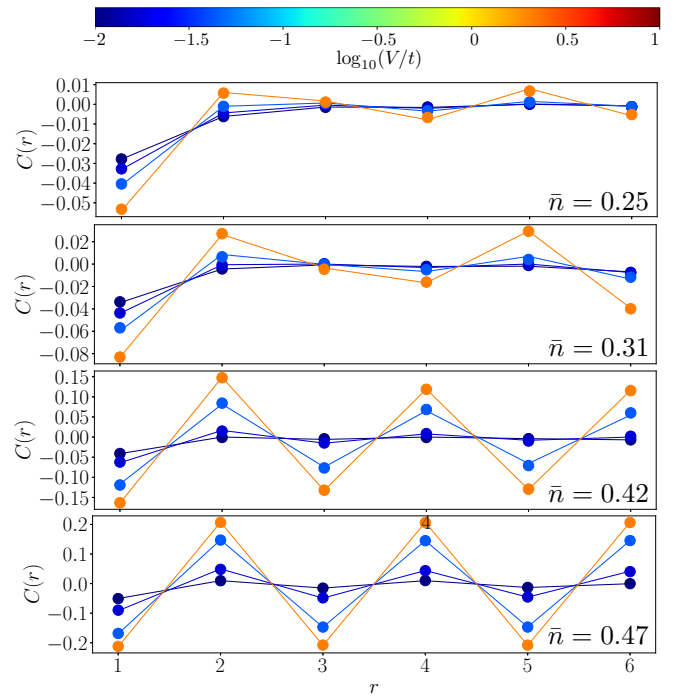 −2 −1.5 −1 −0.5 0 0.5 1
log₁₀(V/t)
0.01
0.00
−0.01
−0.02
−0.03
−0.04
−0.05
C(r)
n̄ = 0.25
0.02
0.00
−0.02
−0.04
−0.06
−0.08
C(r)
n̄ = 0.31
0.15
0.10
0.05
0.00
−0.05
−0.10
−0.15
C(r)
n̄ = 0.42
0.2
0.1
0.0
−0.1
−0.2
C(r)
4
n̄ = 0.47
1 2 3 4 5 6
r